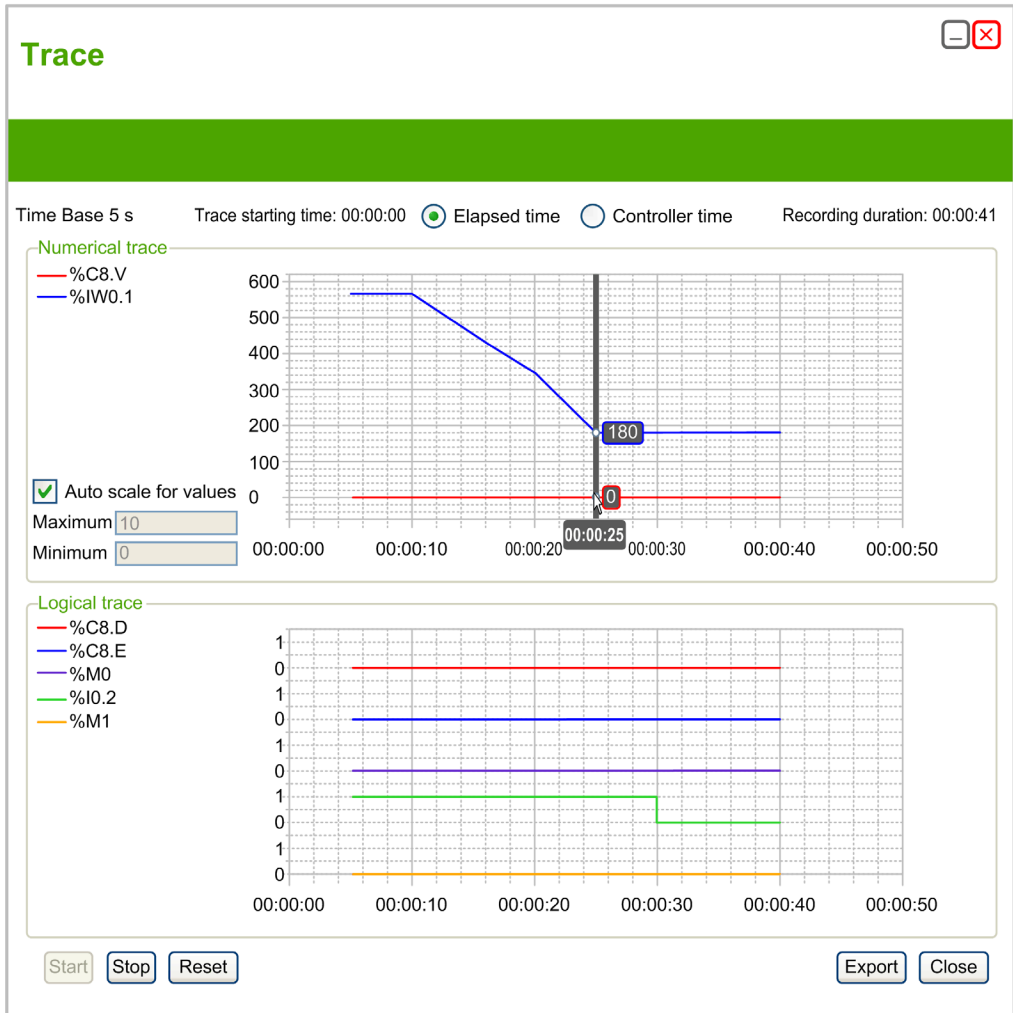 Trace
Time Base 5 s Trace starting time: 00:00:00 Elapsed time Controller time Recording duration: 00:00:41
Numerical trace
%C8.V
%IW0.1
600
500
400
300
200
100
0
180
0
Auto scale for values
Maximum 10
Minimum 0
00:00:25
00:00:00 00:00:10 00:00:20 00:00:30 00:00:40 00:00:50
Logical trace
%C8.D
%C8.E
%M0
%I0.2
%M1
1
0
1
0
1
0
1
0
1
0
00:00:00 00:00:10 00:00:20 00:00:30 00:00:40 00:00:50
Start Stop Reset Export Close